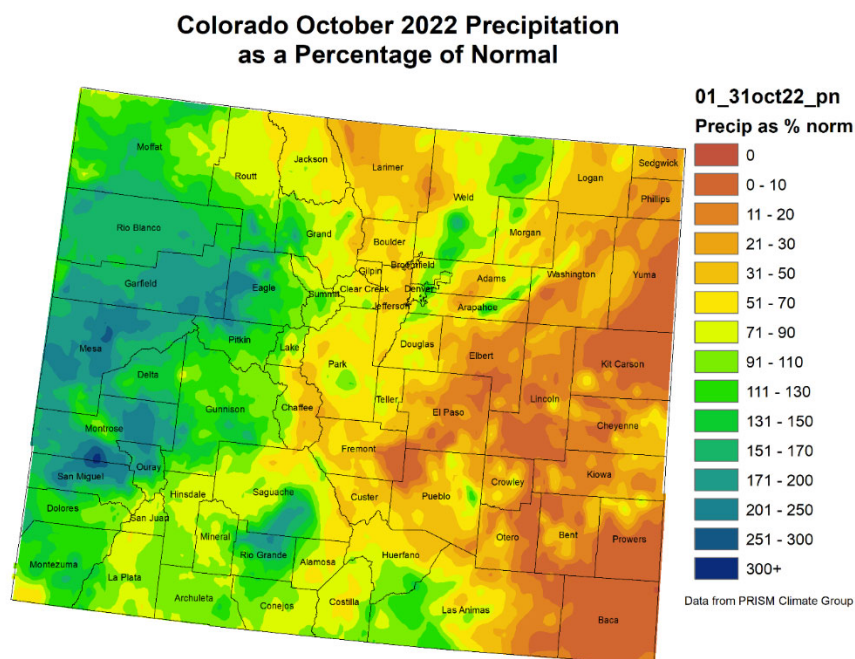 Colorado October 2022 Precipitation
as a Percentage of Normal
01_31oct22_pn
Precip as % norm
0
0 - 10
11 - 20
21 - 30
31 - 50
51 - 70
71 - 90
91 - 110
111 - 130
131 - 150
151 - 170
171 - 200
201 - 250
251 - 300
300+
Data from PRISM Climate Group
Moffat
Routt
Jackson
Larimer
Weld
Logan
Sedgwick
Phillips
Rio Blanco
Grand
Boulder
Morgan
Garfield
Eagle
Summit
Gilpin
Broomfield
Clear Creek
Denver
Adams
Washington
Yuma
Jefferson
Arapahoe
Mesa
Pitkin
Lake
Park
Douglas
Elbert
Kit Carson
Delta
Gunnison
Chaffee
Teller
El Paso
Lincoln
Cheyenne
Montrose
Ouray
Fremont
San Miguel
Hinsdale
Saguache
Custer
Pueblo
Crowley
Kiowa
Dolores
San Juan
Mineral
Rio Grande
Alamosa
Huerfano
Otero
Bent
Prowers
Montezuma
La Plata
Archuleta
Conejos
Costilla
Las Animas
Baca